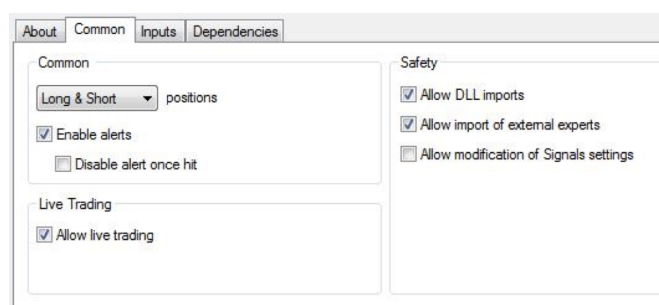 About Common Inputs Dependencies
Common
Long & Short positions
Enable alerts
Disable alert once hit
Live Trading
Allow live trading
Safety
Allow DLL imports
Allow import of external experts
Allow modification of Signals settings